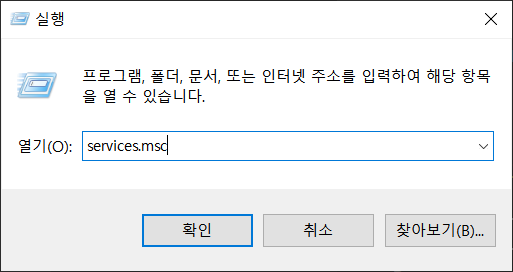 실행
프로그램, 폴더, 문서, 또는 인터넷 주소를 입력하여 해당 항목
을 열 수 있습니다.
열기(O): services.msc
확인 취소 찾아보기(B)...